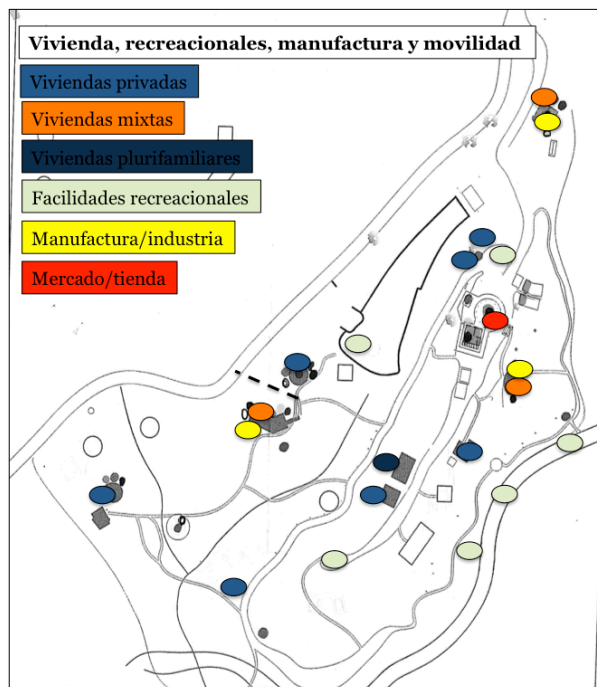 Vivienda, recreacionales, manufactura y movilidad
Viviendas privadas
Viviendas mixtas
Viviendas plurifamiliares
Facilidades recreacionales
Manufactura/industria
Mercado/tienda